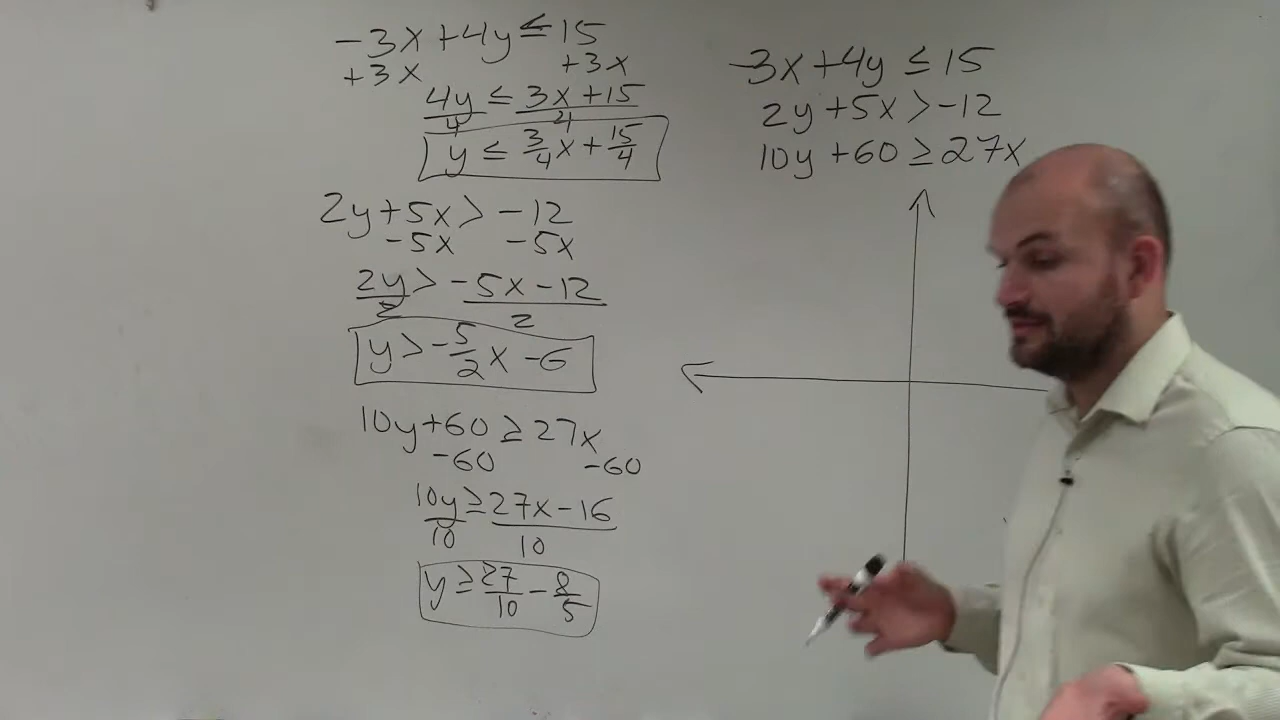 -3x + 4y ≤ 15
+3x +3x
4y ≤ 3x + 15
4 4
y ≤ 3/4 x + 15/4
2y + 5x > -12
-5x -5x
2y > -5x - 12
2 2
y > -5/2 x - 6
10y + 60 ≥ 27x
-60 -60
10y ≥ 27x - 16
10 10
y ≥ 27/10 - 8/5
-3x + 4y ≤ 15
2y + 5x > -12
10y + 60 ≥ 27x